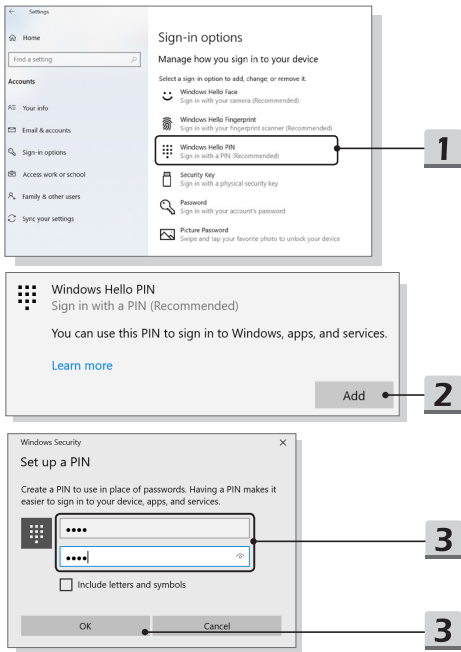 Settings
Home
Find a setting
Accounts
Your info
Email & accounts
Sign-in options
Access work or school
Family & other users
Sync your settings
Sign-in options
Manage how you sign in to your device
Select a sign-in option to add, change, or remove it.
Windows Hello Face
Sign in with your camera (Recommended)
Windows Hello Fingerprint
Sign in with your fingerprint scanner (Recommended)
Windows Hello PIN
Sign in with a PIN (Recommended)
Security Key
Sign in with a physical security key
Password
Sign in with your account's password
Picture Password
Swipe and tap your favorite photo to unlock your device
1
Windows Hello PIN
Sign in with a PIN (Recommended)
You can use this PIN to sign in to Windows, apps, and services.
Learn more
Add
2
Windows Security
Set up a PIN
Create a PIN to use in place of passwords. Having a PIN makes it
easier to sign in to your device, apps, and services.
••••
••••
3
Include letters and symbols
OK Cancel
3